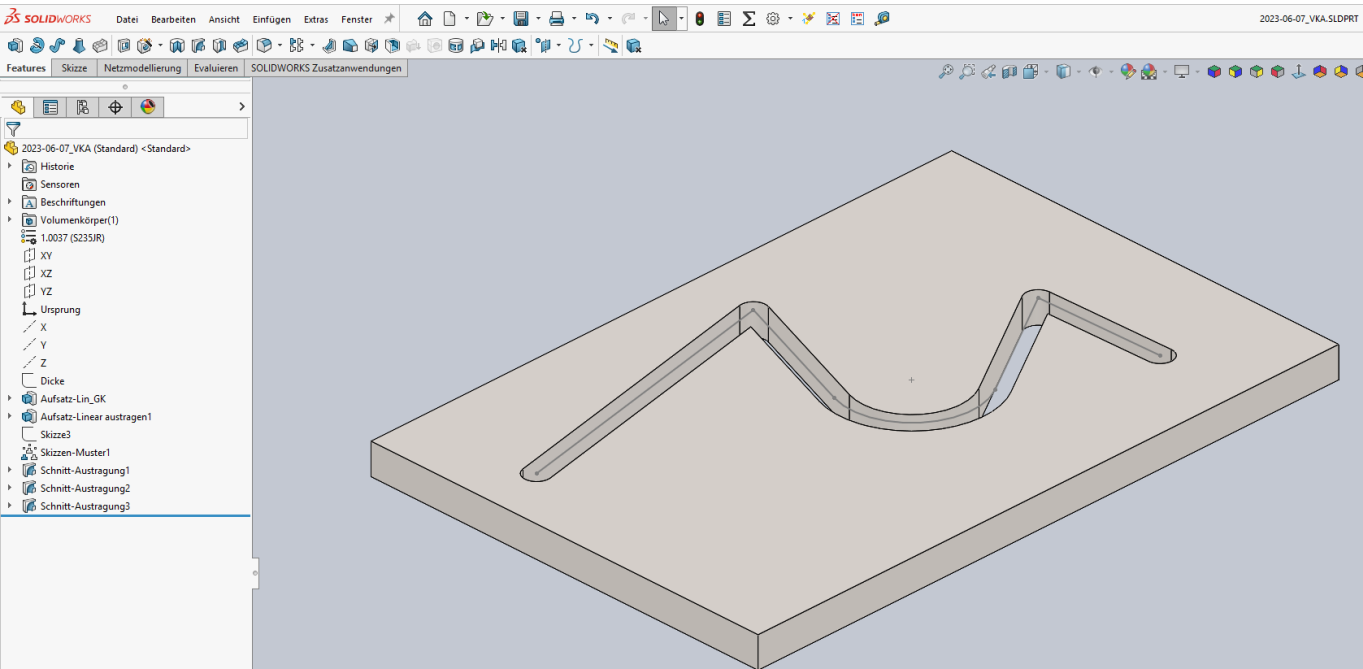 SOLIDWORKS Datei Bearbeiten Ansicht Einfügen Extras Fenster 2023-06-07_VKA.SLDPRT
Features Skizze Netzmodellierung Evaluieren SOLIDWORKS Zusatzanwendungen
2023-06-07_VKA (Standard) <Standard>
Historie
Sensoren
Beschriftungen
Volumenkörper(1)
1.0037 (S235JR)
XY
XZ
YZ
Ursprung
X
Y
Z
Dicke
Aufsatz-Lin_GK
Aufsatz-Linear austragen1
Skizze3
Skizzen-Muster1
Schnitt-Austragung1
Schnitt-Austragung2
Schnitt-Austragung3